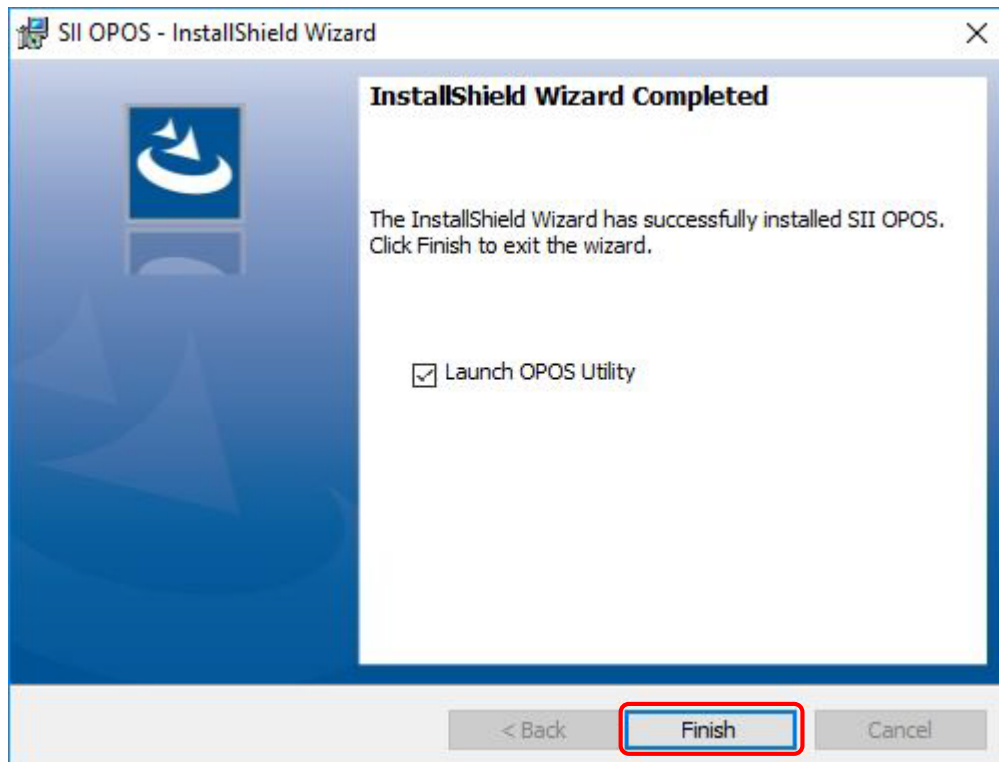 SII OPOS - InstallShield Wizard
InstallShield Wizard Completed
The InstallShield Wizard has successfully installed SII OPOS.
Click Finish to exit the wizard.
Launch OPOS Utility
< Back Finish Cancel